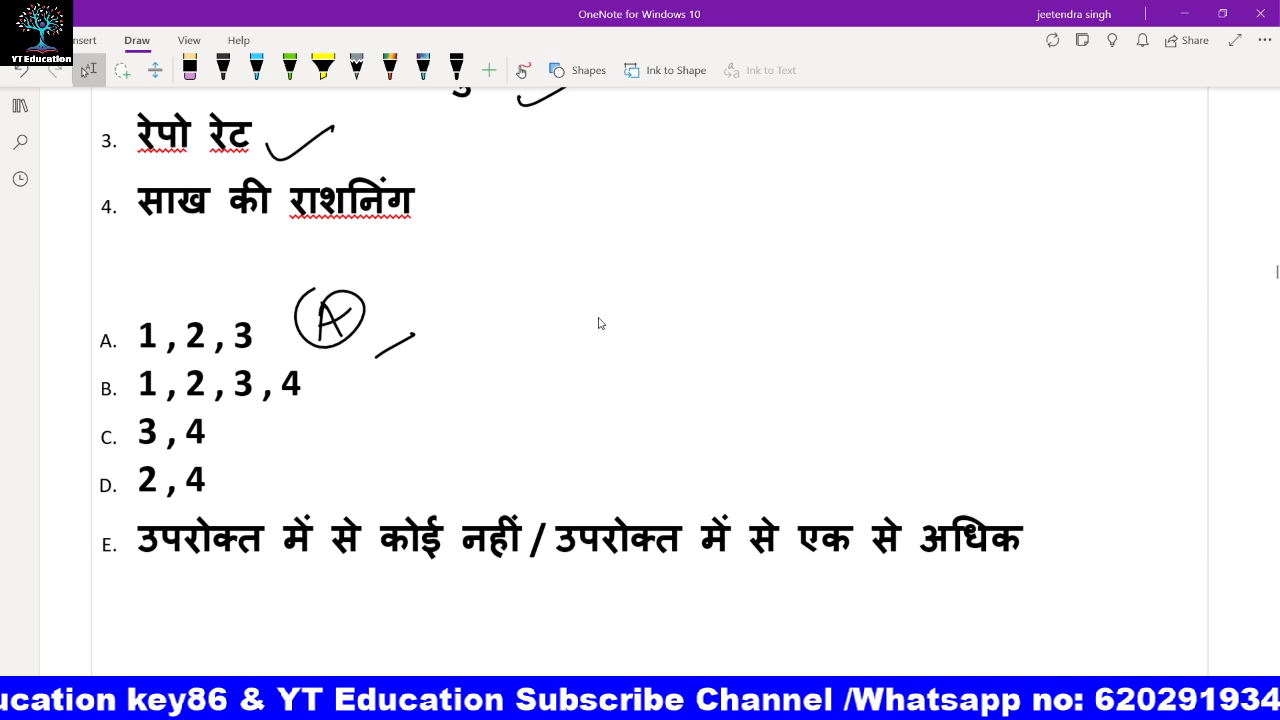 OneNote for Windows 10
jeetendra singh
YT Education
nsert Draw View Help
Share
Shapes Ink to Shape Ink to Text
3. रेपो रेट
4. साख की राशनिंग
A
A. 1 , 2 , 3
B. 1 , 2 , 3 , 4
C. 3 , 4
D. 2 , 4
E. उपरोक्त में से कोई नहीं / उपरोक्त में से एक से अधिक
ucation key86 & YT Education Subscribe Channel /Whatsapp no: 620291934